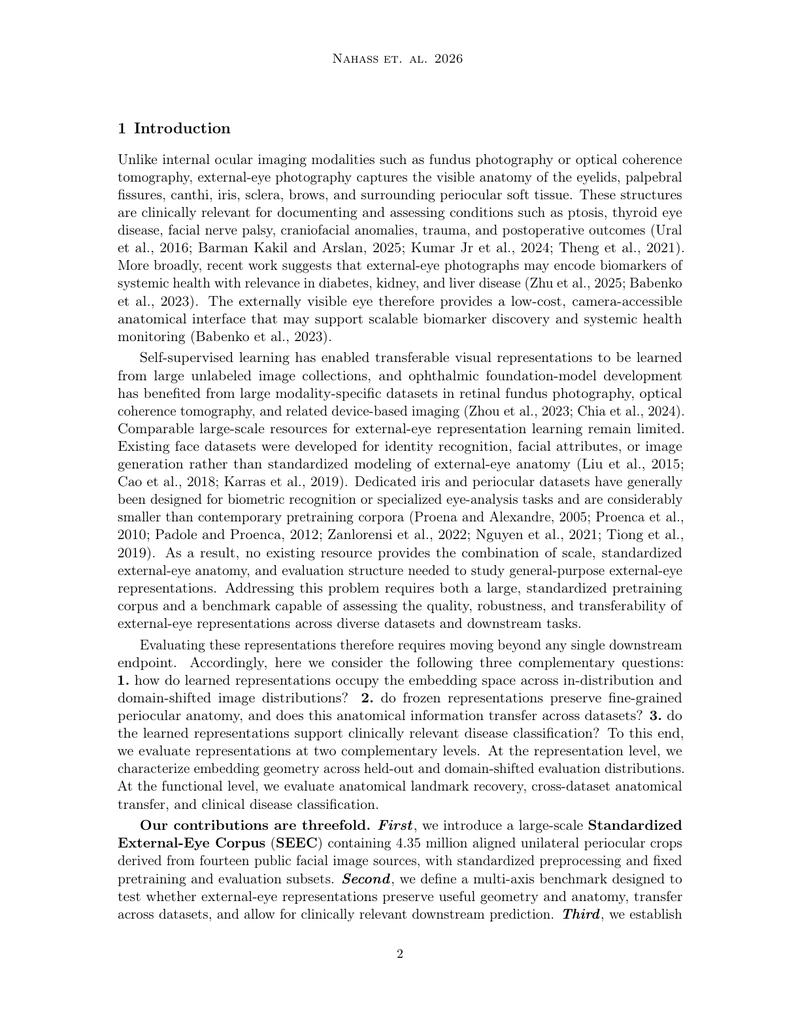 NAHASS ET. AL. 2026
1 Introduction
Unlike internal ocular imaging modalities such as fundus photography or optical coherence
tomography, external-eye photography captures the visible anatomy of the eyelids, palpebral
fissures, canthi, iris, sclera, brows, and surrounding periocular soft tissue. These structures
are clinically relevant for documenting and assessing conditions such as ptosis, thyroid eye
disease, facial nerve palsy, craniofacial anomalies, trauma, and postoperative outcomes (Ural
et al., 2016; Barman Kakil and Arslan, 2025; Kumar Jr et al., 2024; Theng et al., 2021).
More broadly, recent work suggests that external-eye photographs may encode biomarkers of
systemic health with relevance in diabetes, kidney, and liver disease (Zhu et al., 2025; Babenko
et al., 2023). The externally visible eye therefore provides a low-cost, camera-accessible
anatomical interface that may support scalable biomarker discovery and systemic health
monitoring (Babenko et al., 2023).
Self-supervised learning has enabled transferable visual representations to be learned
from large unlabeled image collections, and ophthalmic foundation-model development
has benefited from large modality-specific datasets in retinal fundus photography, optical
coherence tomography, and related device-based imaging (Zhou et al., 2023; Chia et al., 2024).
Comparable large-scale resources for external-eye representation learning remain limited.
Existing face datasets were developed for identity recognition, facial attributes, or image
generation rather than standardized modeling of external-eye anatomy (Liu et al., 2015;
Cao et al., 2018; Karras et al., 2019). Dedicated iris and periocular datasets have generally
been designed for biometric recognition or specialized eye-analysis tasks and are considerably
smaller than contemporary pretraining corpora (Proena and Alexandre, 2005; Proenca et al.,
2010; Padole and Proenca, 2012; Zanlorensi et al., 2022; Nguyen et al., 2021; Tiong et al.,
2019). As a result, no existing resource provides the combination of scale, standardized
external-eye anatomy, and evaluation structure needed to study general-purpose external-eye
representations. Addressing this problem requires both a large, standardized pretraining
corpus and a benchmark capable of assessing the quality, robustness, and transferability of
external-eye representations across diverse datasets and downstream tasks.
Evaluating these representations therefore requires moving beyond any single downstream
endpoint. Accordingly, here we consider the following three complementary questions:
1. how do learned representations occupy the embedding space across in-distribution and
domain-shifted image distributions? 2. do frozen representations preserve fine-grained
periocular anatomy, and does this anatomical information transfer across datasets? 3. do
the learned representations support clinically relevant disease classification? To this end,
we evaluate representations at two complementary levels. At the representation level, we
characterize embedding geometry across held-out and domain-shifted evaluation distributions.
At the functional level, we evaluate anatomical landmark recovery, cross-dataset anatomical
transfer, and clinical disease classification.
Our contributions are threefold. First, we introduce a large-scale Standardized
External-Eye Corpus (SEEC) containing 4.35 million aligned unilateral periocular crops
derived from fourteen public facial image sources, with standardized preprocessing and fixed
pretraining and evaluation subsets. Second, we define a multi-axis benchmark designed to
test whether external-eye representations preserve useful geometry and anatomy, transfer
across datasets, and allow for clinically relevant downstream prediction. Third, we establish
2